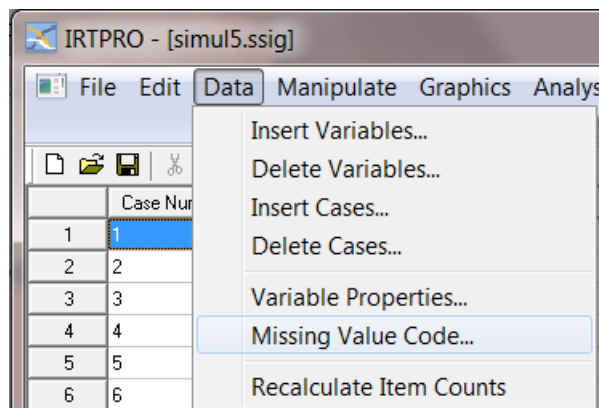 IRTPRO - [simul5.ssig]
File Edit Data Manipulate Graphics Analys
Insert Variables...
Delete Variables...
Insert Cases...
Delete Cases...
Variable Properties...
Missing Value Code...
Recalculate Item Counts
Case Nur
1 1
2 2
3 3
4 4
5 5
6 6